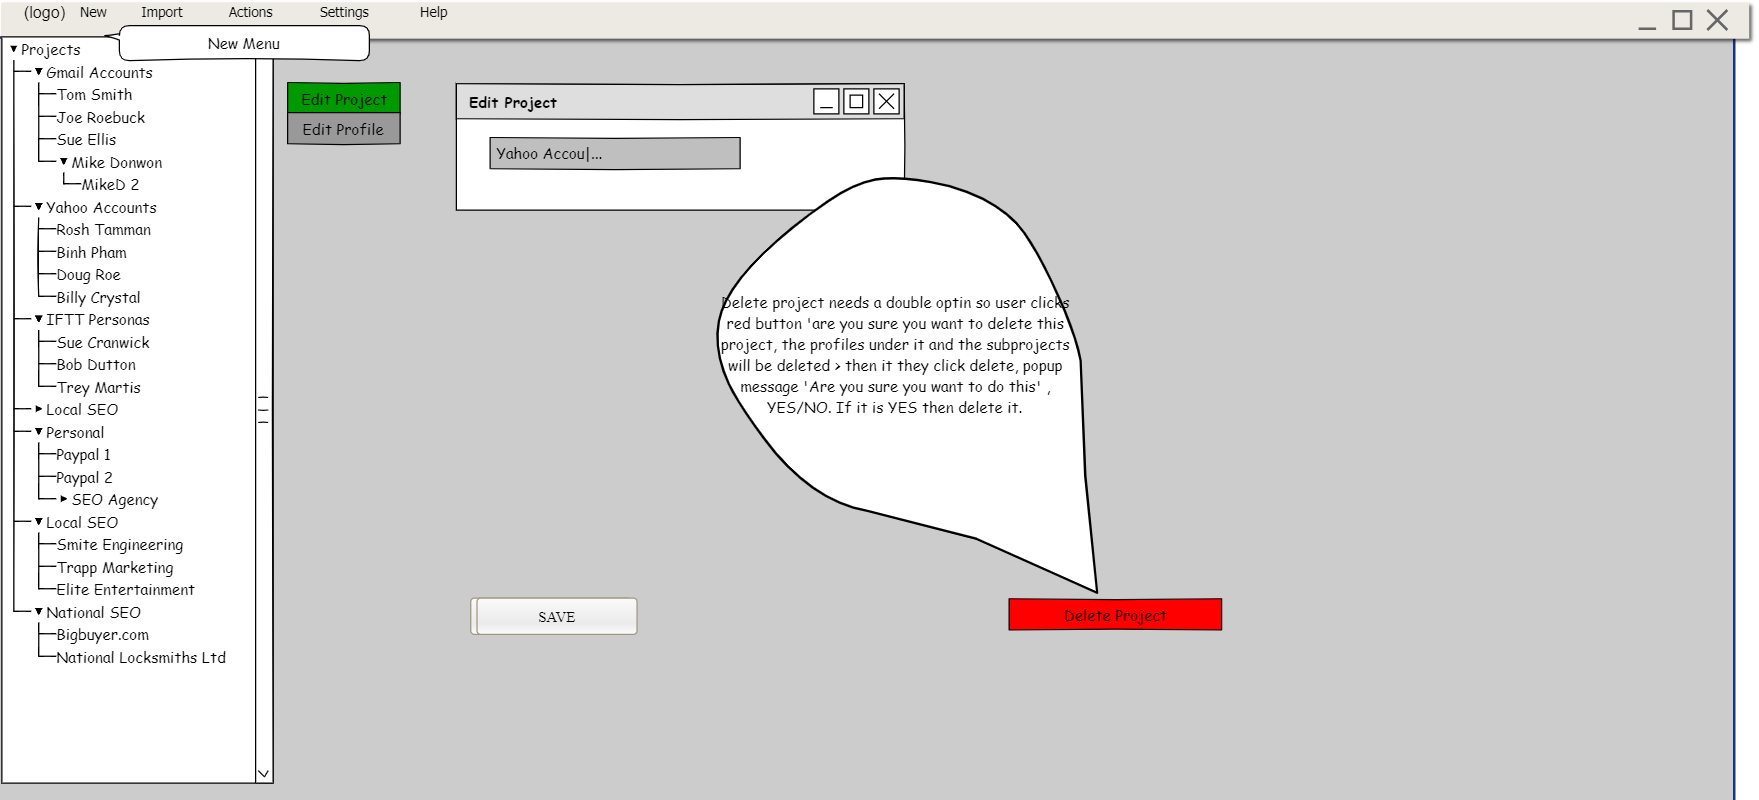 (logo) New Import Actions Settings Help
New Menu
Projects
Gmail Accounts
Tom Smith
Joe Roebuck
Sue Ellis
Mike Donwon
MikeD 2
Yahoo Accounts
Rosh Tamman
Binh Pham
Doug Roe
Billy Crystal
IFTT Personas
Sue Cranwick
Bob Dutton
Trey Martis
Local SEO
Personal
Paypal 1
Paypal 2
SEO Agency
Local SEO
Smite Engineering
Trapp Marketing
Elite Entertainment
National SEO
Bigbuyer.com
National Locksmiths Ltd
Edit Project
Edit Profile
Edit Project
Yahoo Accou|...
Delete project needs a double optin so user clicks
red button 'are you sure you want to delete this
project, the profiles under it and the subprojects
will be deleted > then it they click delete, popup
message 'Are you sure you want to do this' ,
YES/NO. If it is YES then delete it.
SAVE
Delete Project